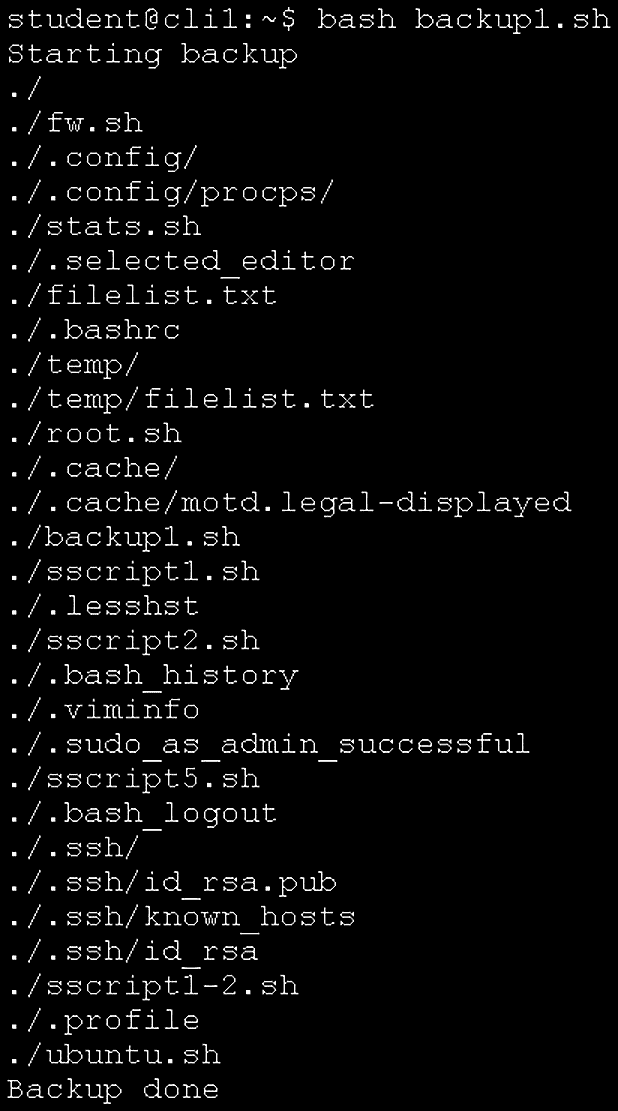 student@cli1:~$ bash backup1.sh
Starting backup
./
./fw.sh
./.config/
./.config/procps/
./stats.sh
./.selected_editor
./filelist.txt
./.bashrc
./temp/
./temp/filelist.txt
./root.sh
./.cache/
./.cache/motd.legal-displayed
./backup1.sh
./sscript1.sh
./.lesshst
./sscript2.sh
./.bash_history
./.viminfo
./.sudo_as_admin_successful
./sscript5.sh
./.bash_logout
./.ssh/
./.ssh/id_rsa.pub
./.ssh/known_hosts
./.ssh/id_rsa
./sscript1-2.sh
./.profile
./ubuntu.sh
Backup done